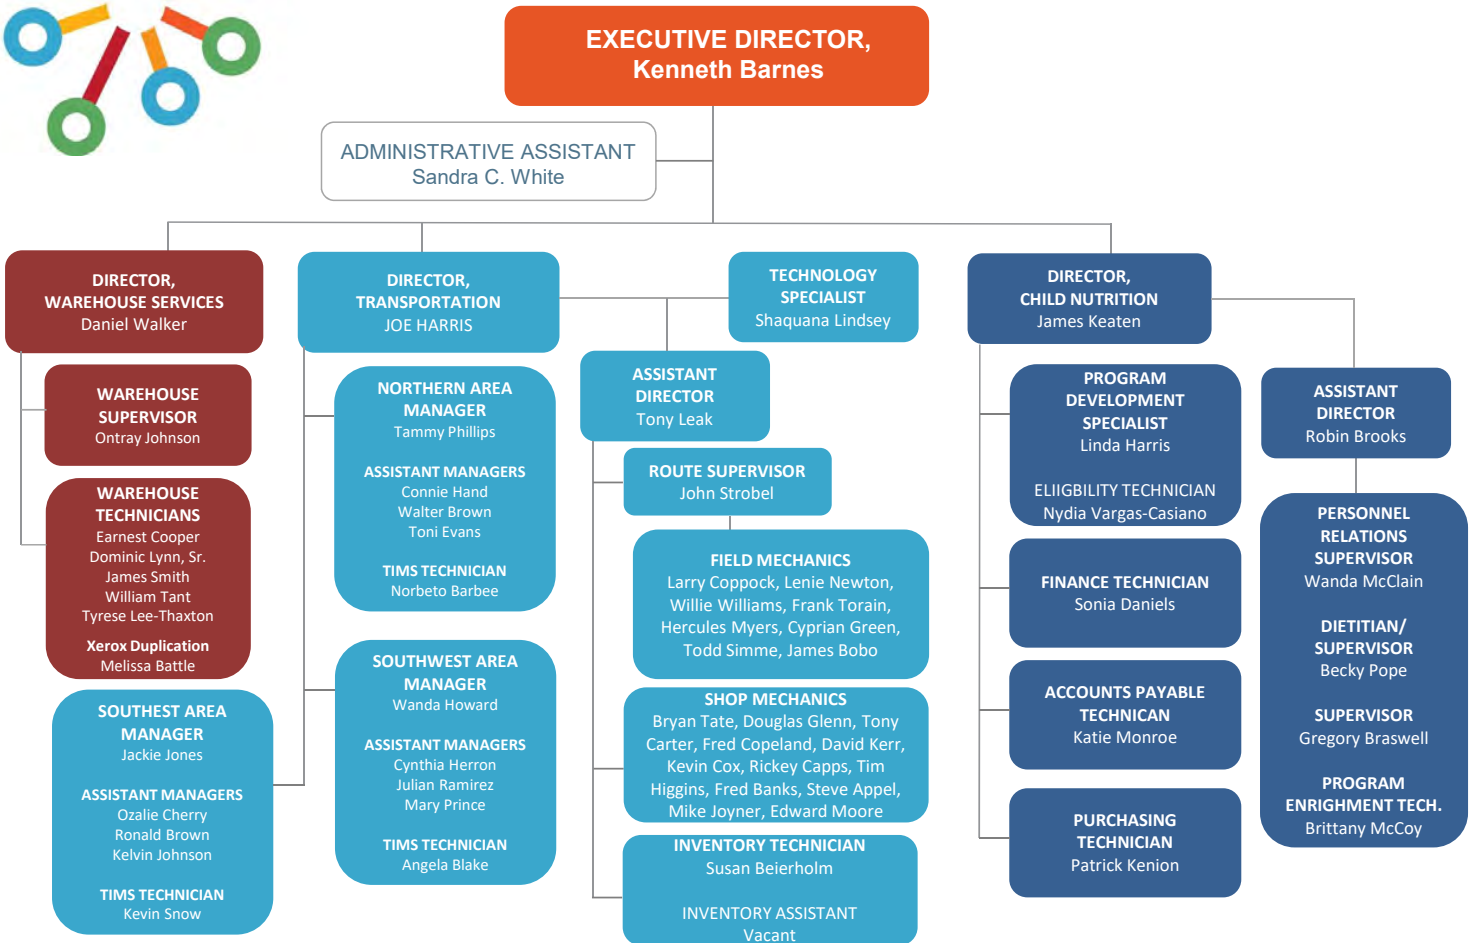 EXECUTIVE DIRECTOR,
Kenneth Barnes
ADMINISTRATIVE ASSISTANT
Sandra C. White
DIRECTOR,
WAREHOUSE SERVICES
Daniel Walker
WAREHOUSE
SUPERVISOR
Ontray Johnson
WAREHOUSE
TECHNICIANS
Earnest Cooper
Dominic Lynn, Sr.
James Smith
William Tant
Tyrese Lee-Thaxton
Xerox Duplication
Melissa Battle
DIRECTOR,
TRANSPORTATION
JOE HARRIS
NORTHERN AREA
MANAGER
Tammy Phillips
ASSISTANT MANAGERS
Connie Hand
Walter Brown
Toni Evans
TIMS TECHNICIAN
Norbeto Barbee
SOUTHWEST AREA
MANAGER
Wanda Howard
ASSISTANT MANAGERS
Cynthia Herron
Julian Ramirez
Mary Prince
TIMS TECHNICIAN
Angela Blake
SOUTHEST AREA
MANAGER
Jackie Jones
ASSISTANT MANAGERS
Ozalie Cherry
Ronald Brown
Kelvin Johnson
TIMS TECHNICIAN
Kevin Snow
TECHNOLOGY
SPECIALIST
Shaquana Lindsey
ASSISTANT
DIRECTOR
Tony Leak
ROUTE SUPERVISOR
John Strobel
FIELD MECHANICS
Larry Coppock, Lenie Newton,
Willie Williams, Frank Torain,
Hercules Myers, Cyprian Green,
Todd Simme, James Bobo
SHOP MECHANICS
Bryan Tate, Douglas Glenn, Tony
Carter, Fred Copeland, David Kerr,
Kevin Cox, Rickey Capps, Tim
Higgins, Fred Banks, Steve Appel,
Mike Joyner, Edward Moore
INVENTORY TECHNICIAN
Susan Beierholm
INVENTORY ASSISTANT
Vacant
DIRECTOR,
CHILD NUTRITION
James Keaten
PROGRAM
DEVELOPMENT
SPECIALIST
Linda Harris
ELIIGBILITY TECHNICIAN
Nydia Vargas-Casiano
FINANCE TECHNICIAN
Sonia Daniels
ACCOUNTS PAYABLE
TECHNICAN
Katie Monroe
PURCHASING
TECHNICIAN
Patrick Kenion
ASSISTANT
DIRECTOR
Robin Brooks
PERSONNEL
RELATIONS
SUPERVISOR
Wanda McClain
DIETITIAN/
SUPERVISOR
Becky Pope
SUPERVISOR
Gregory Braswell
PROGRAM
ENRIGHMENT TECH.
Brittany McCoy